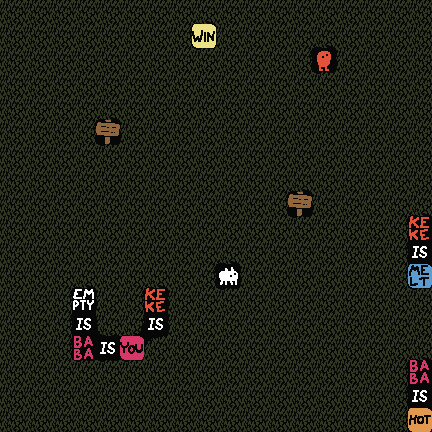 WIN
KEKE
IS
MELT
EMPTY KEKE
IS IS
BABA IS YOU
BABA
IS
HOT